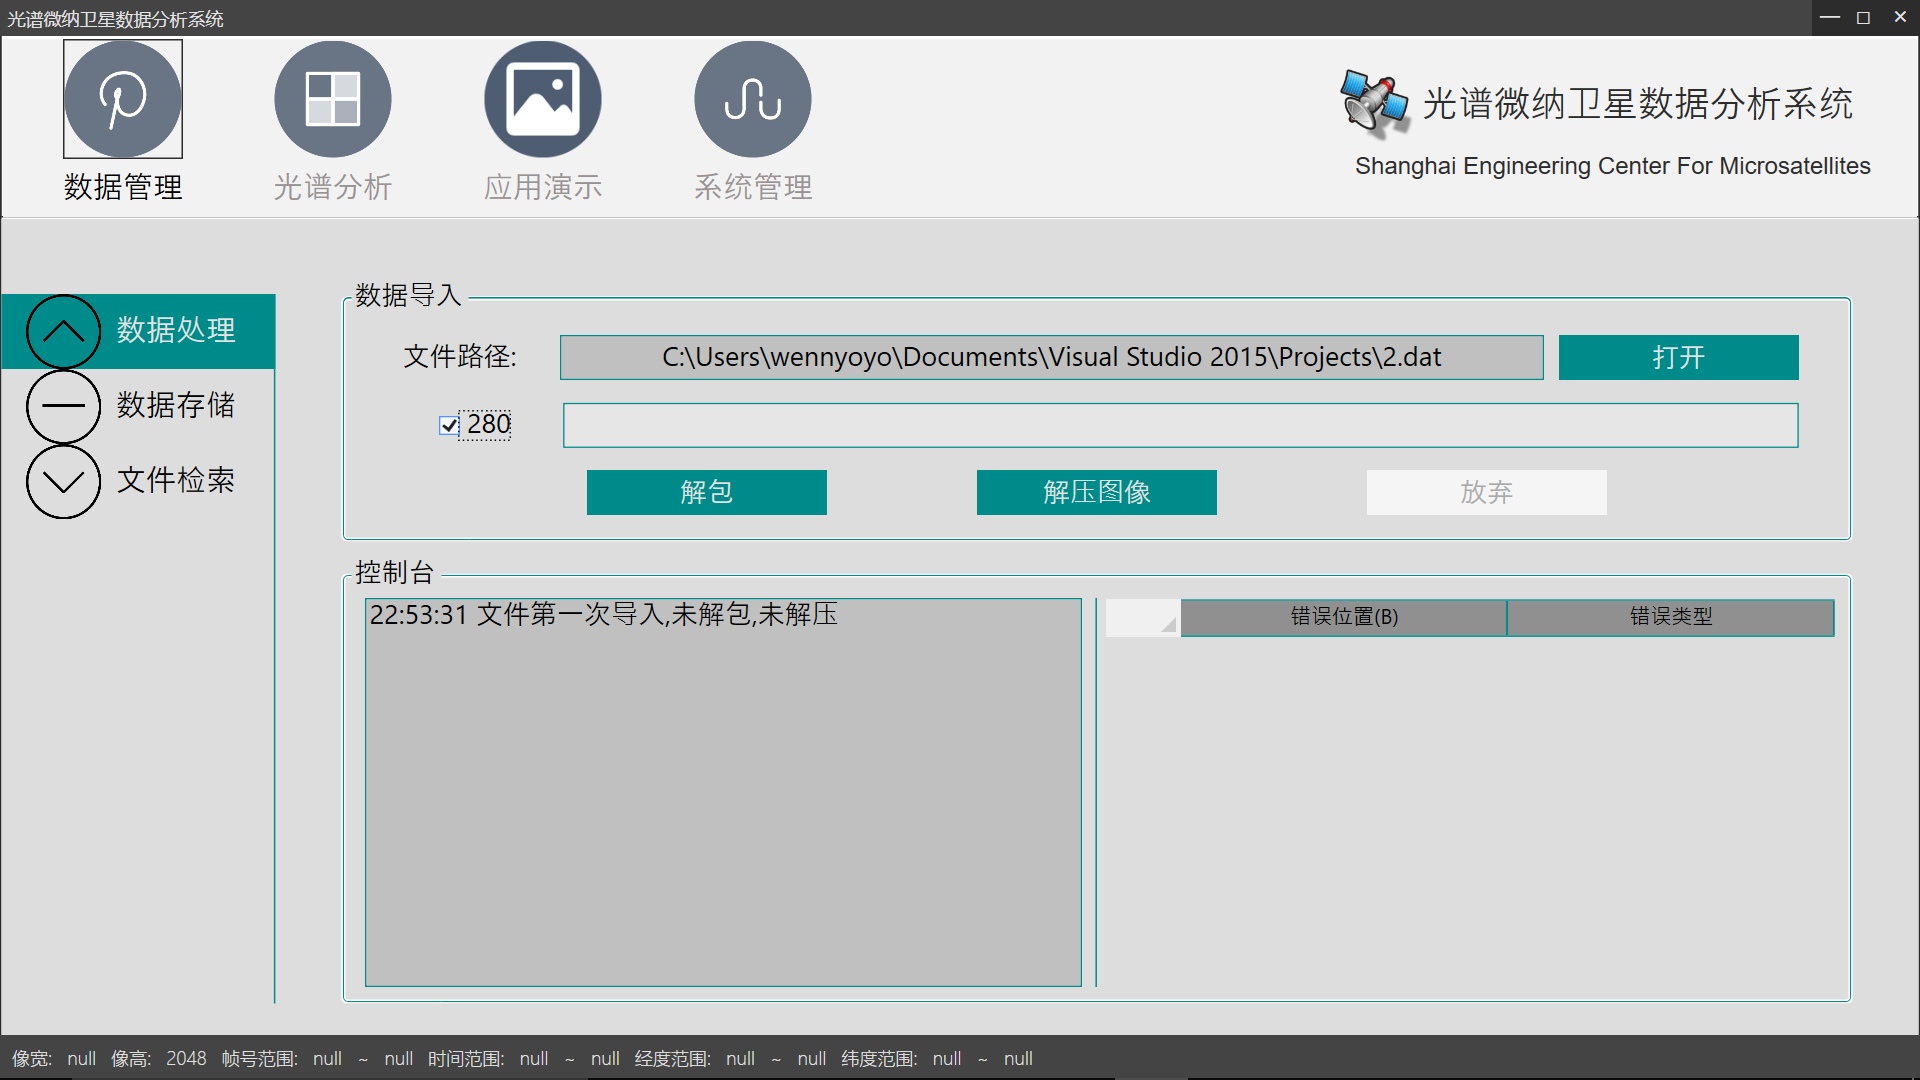 光谱微纳卫星数据分析系统
数据管理
光谱分析
应用演示
系统管理
光谱微纳卫星数据分析系统
Shanghai Engineering Center For Microsatellites
数据处理
数据存储
文件检索
数据导入
文件路径: C:\Users\wennyoyo\Documents\Visual Studio 2015\Projects\2.dat 打开
280
解包 解压图像 放弃
控制台
22:53:31 文件第一次导入,未解包,未解压
错误位置(B) 错误类型
像宽: null 像高: 2048 帧号范围: null ~ null 时间范围: null ~ null 经度范围: null ~ null 纬度范围: null ~ null